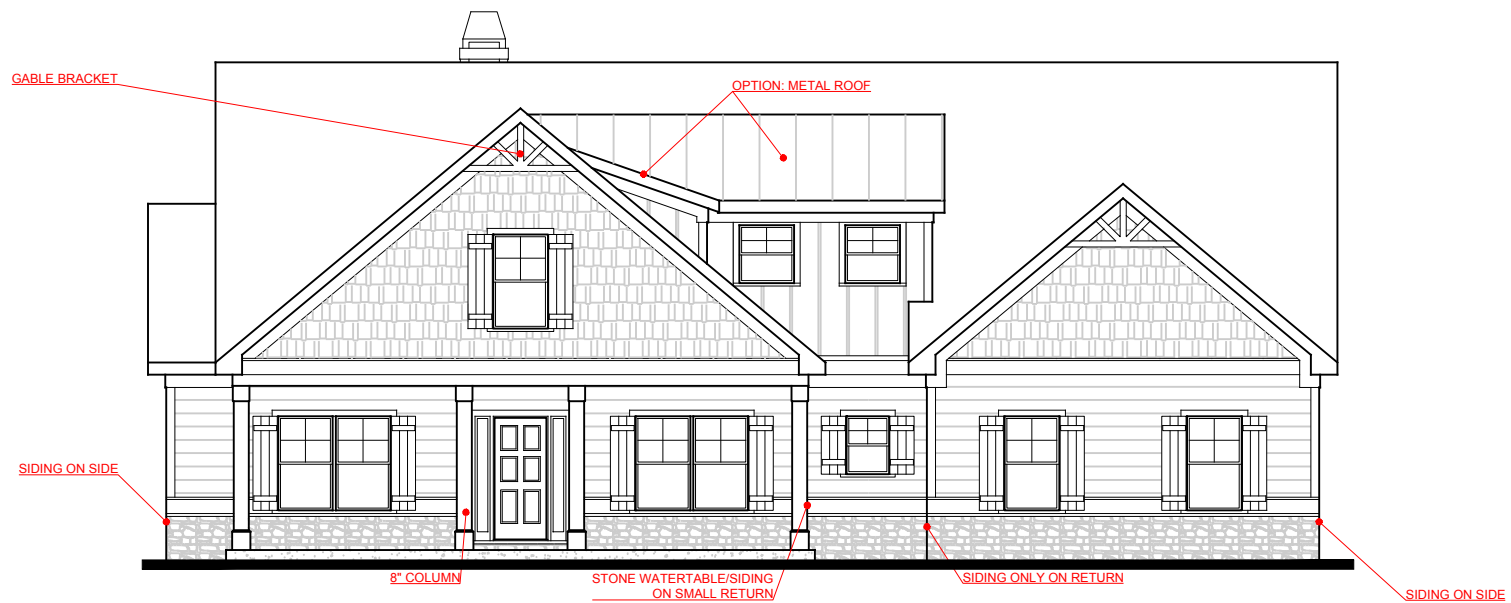 GABLE BRACKET
OPTION: METAL ROOF
SIDING ON SIDE
8" COLUMN
STONE WATERTABLE/SIDING
ON SMALL RETURN
SIDING ONLY ON RETURN
SIDING ON SIDE